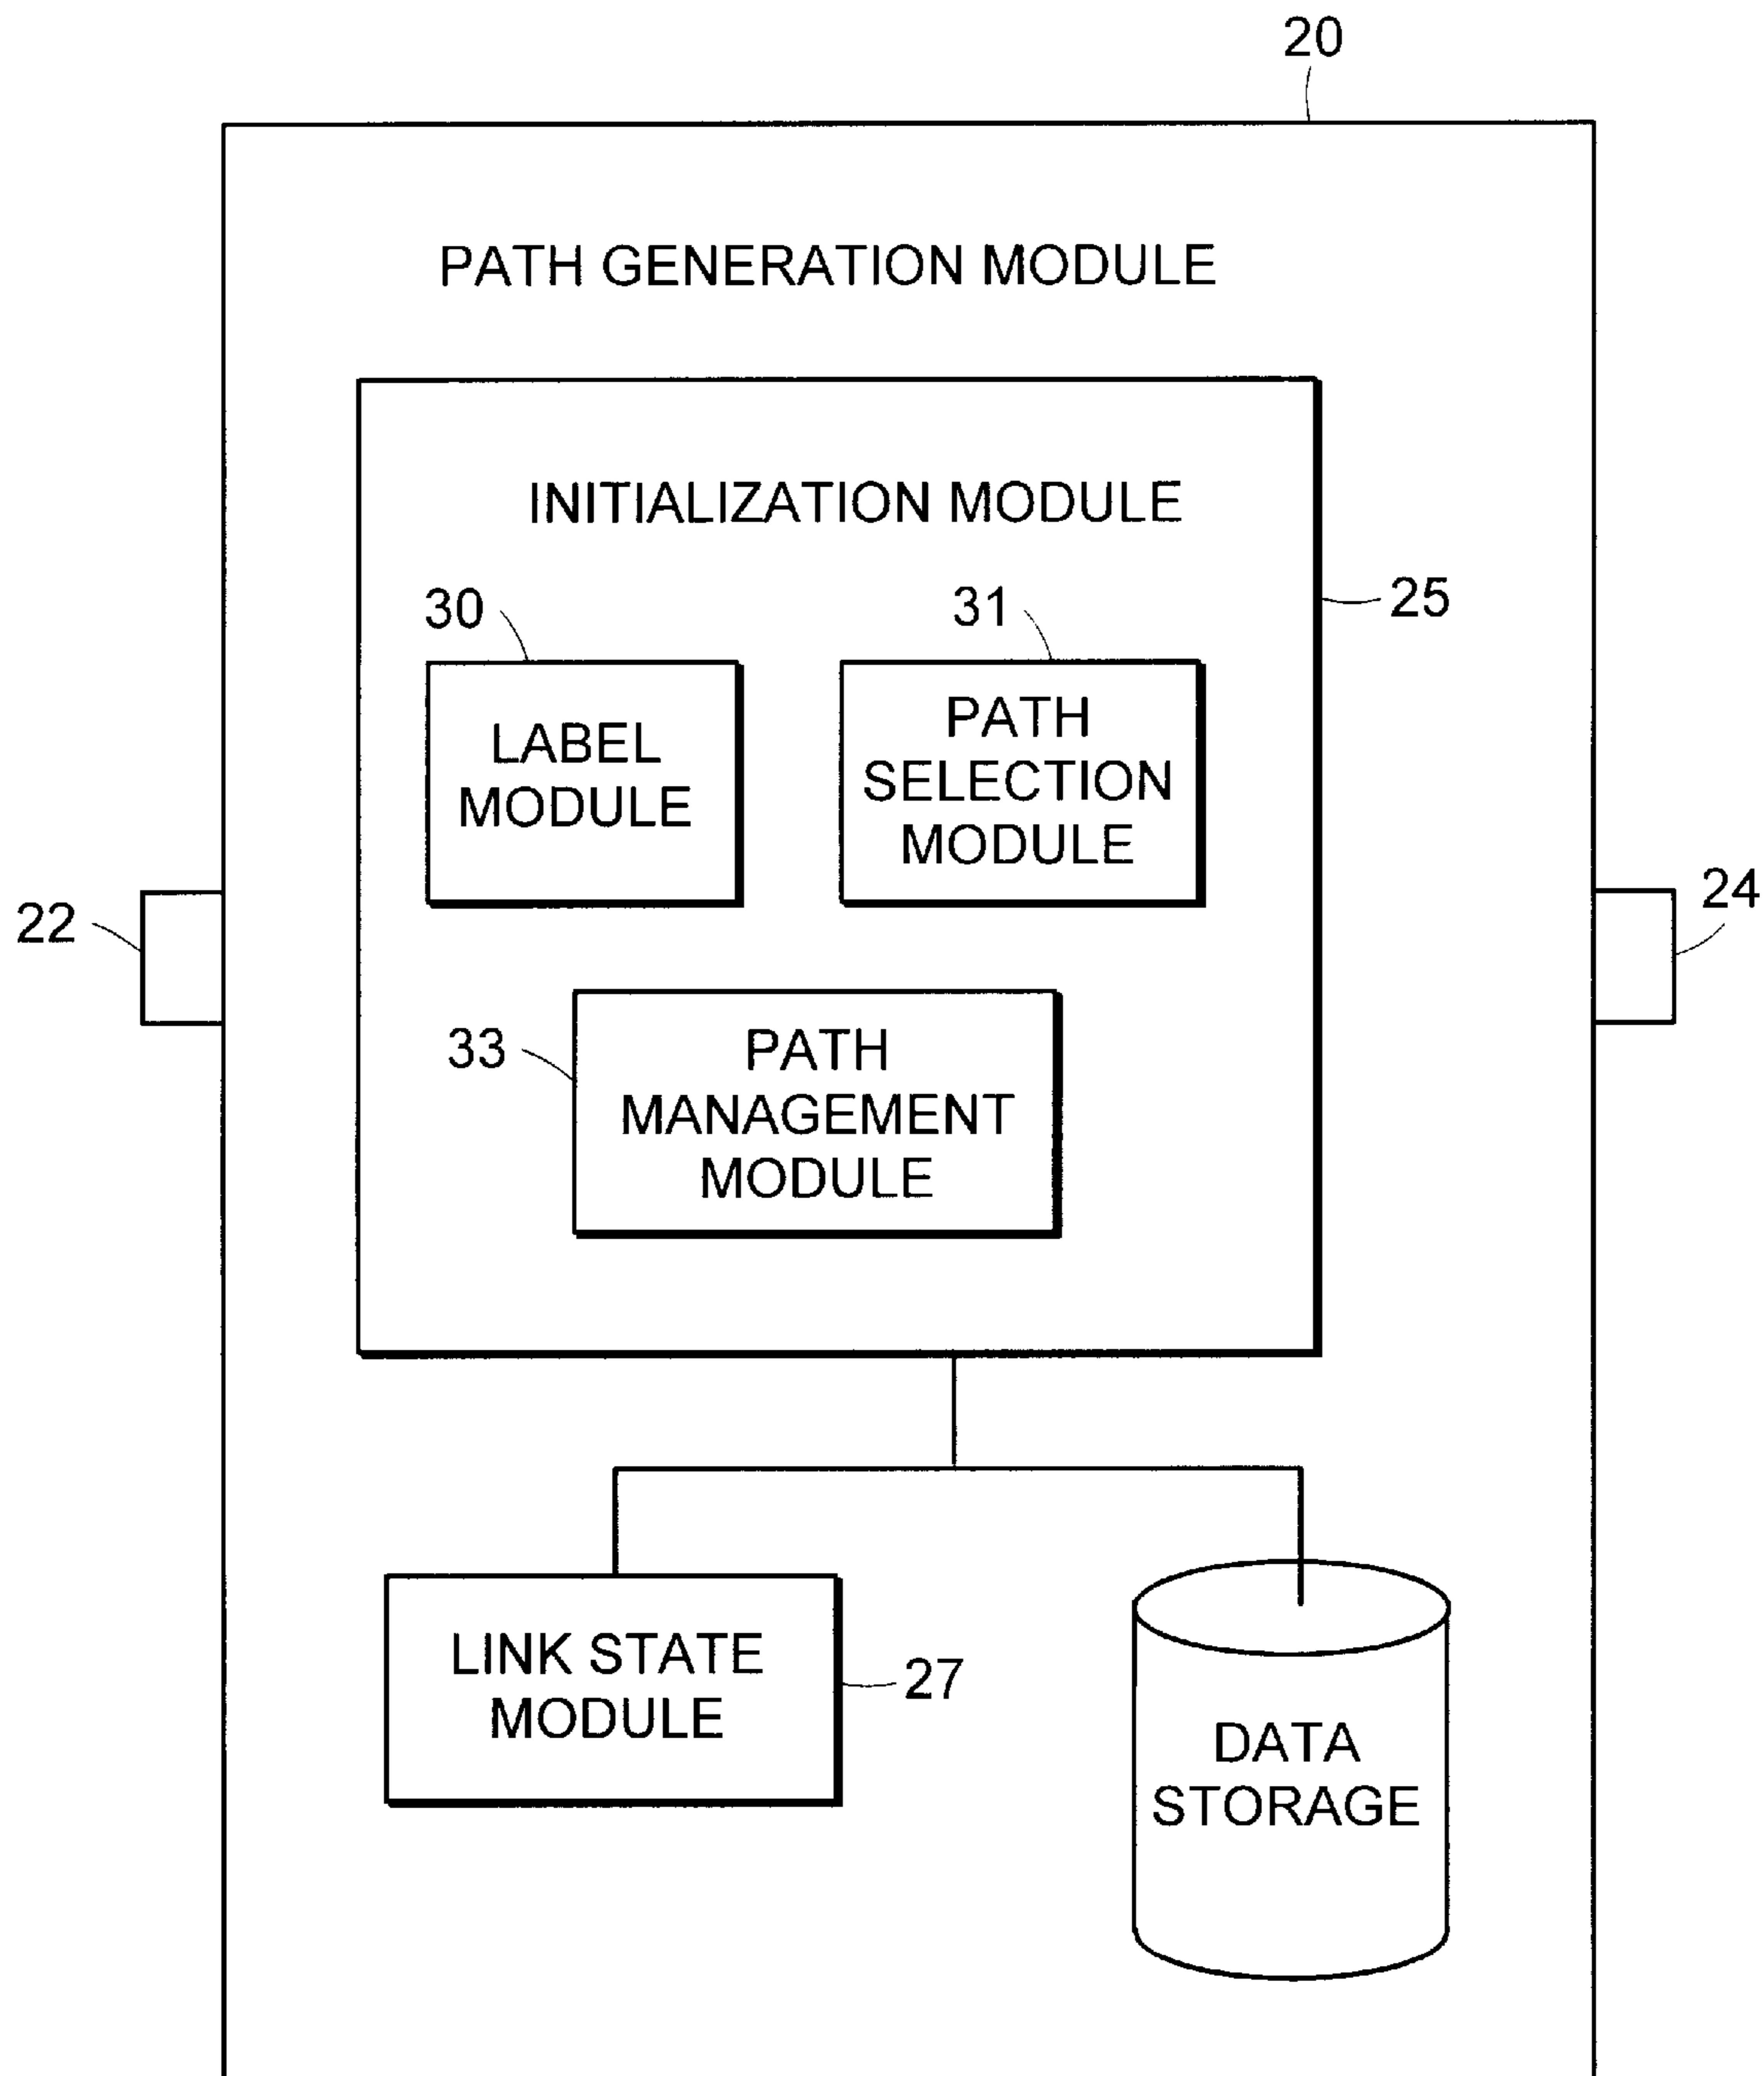 20
PATH GENERATION MODULE
INITIALIZATION MODULE
25
30
31
LABEL
MODULE
PATH
SELECTION
MODULE
22
24
33
PATH
MANAGEMENT
MODULE
LINK STATE
MODULE
27
DATA
STORAGE